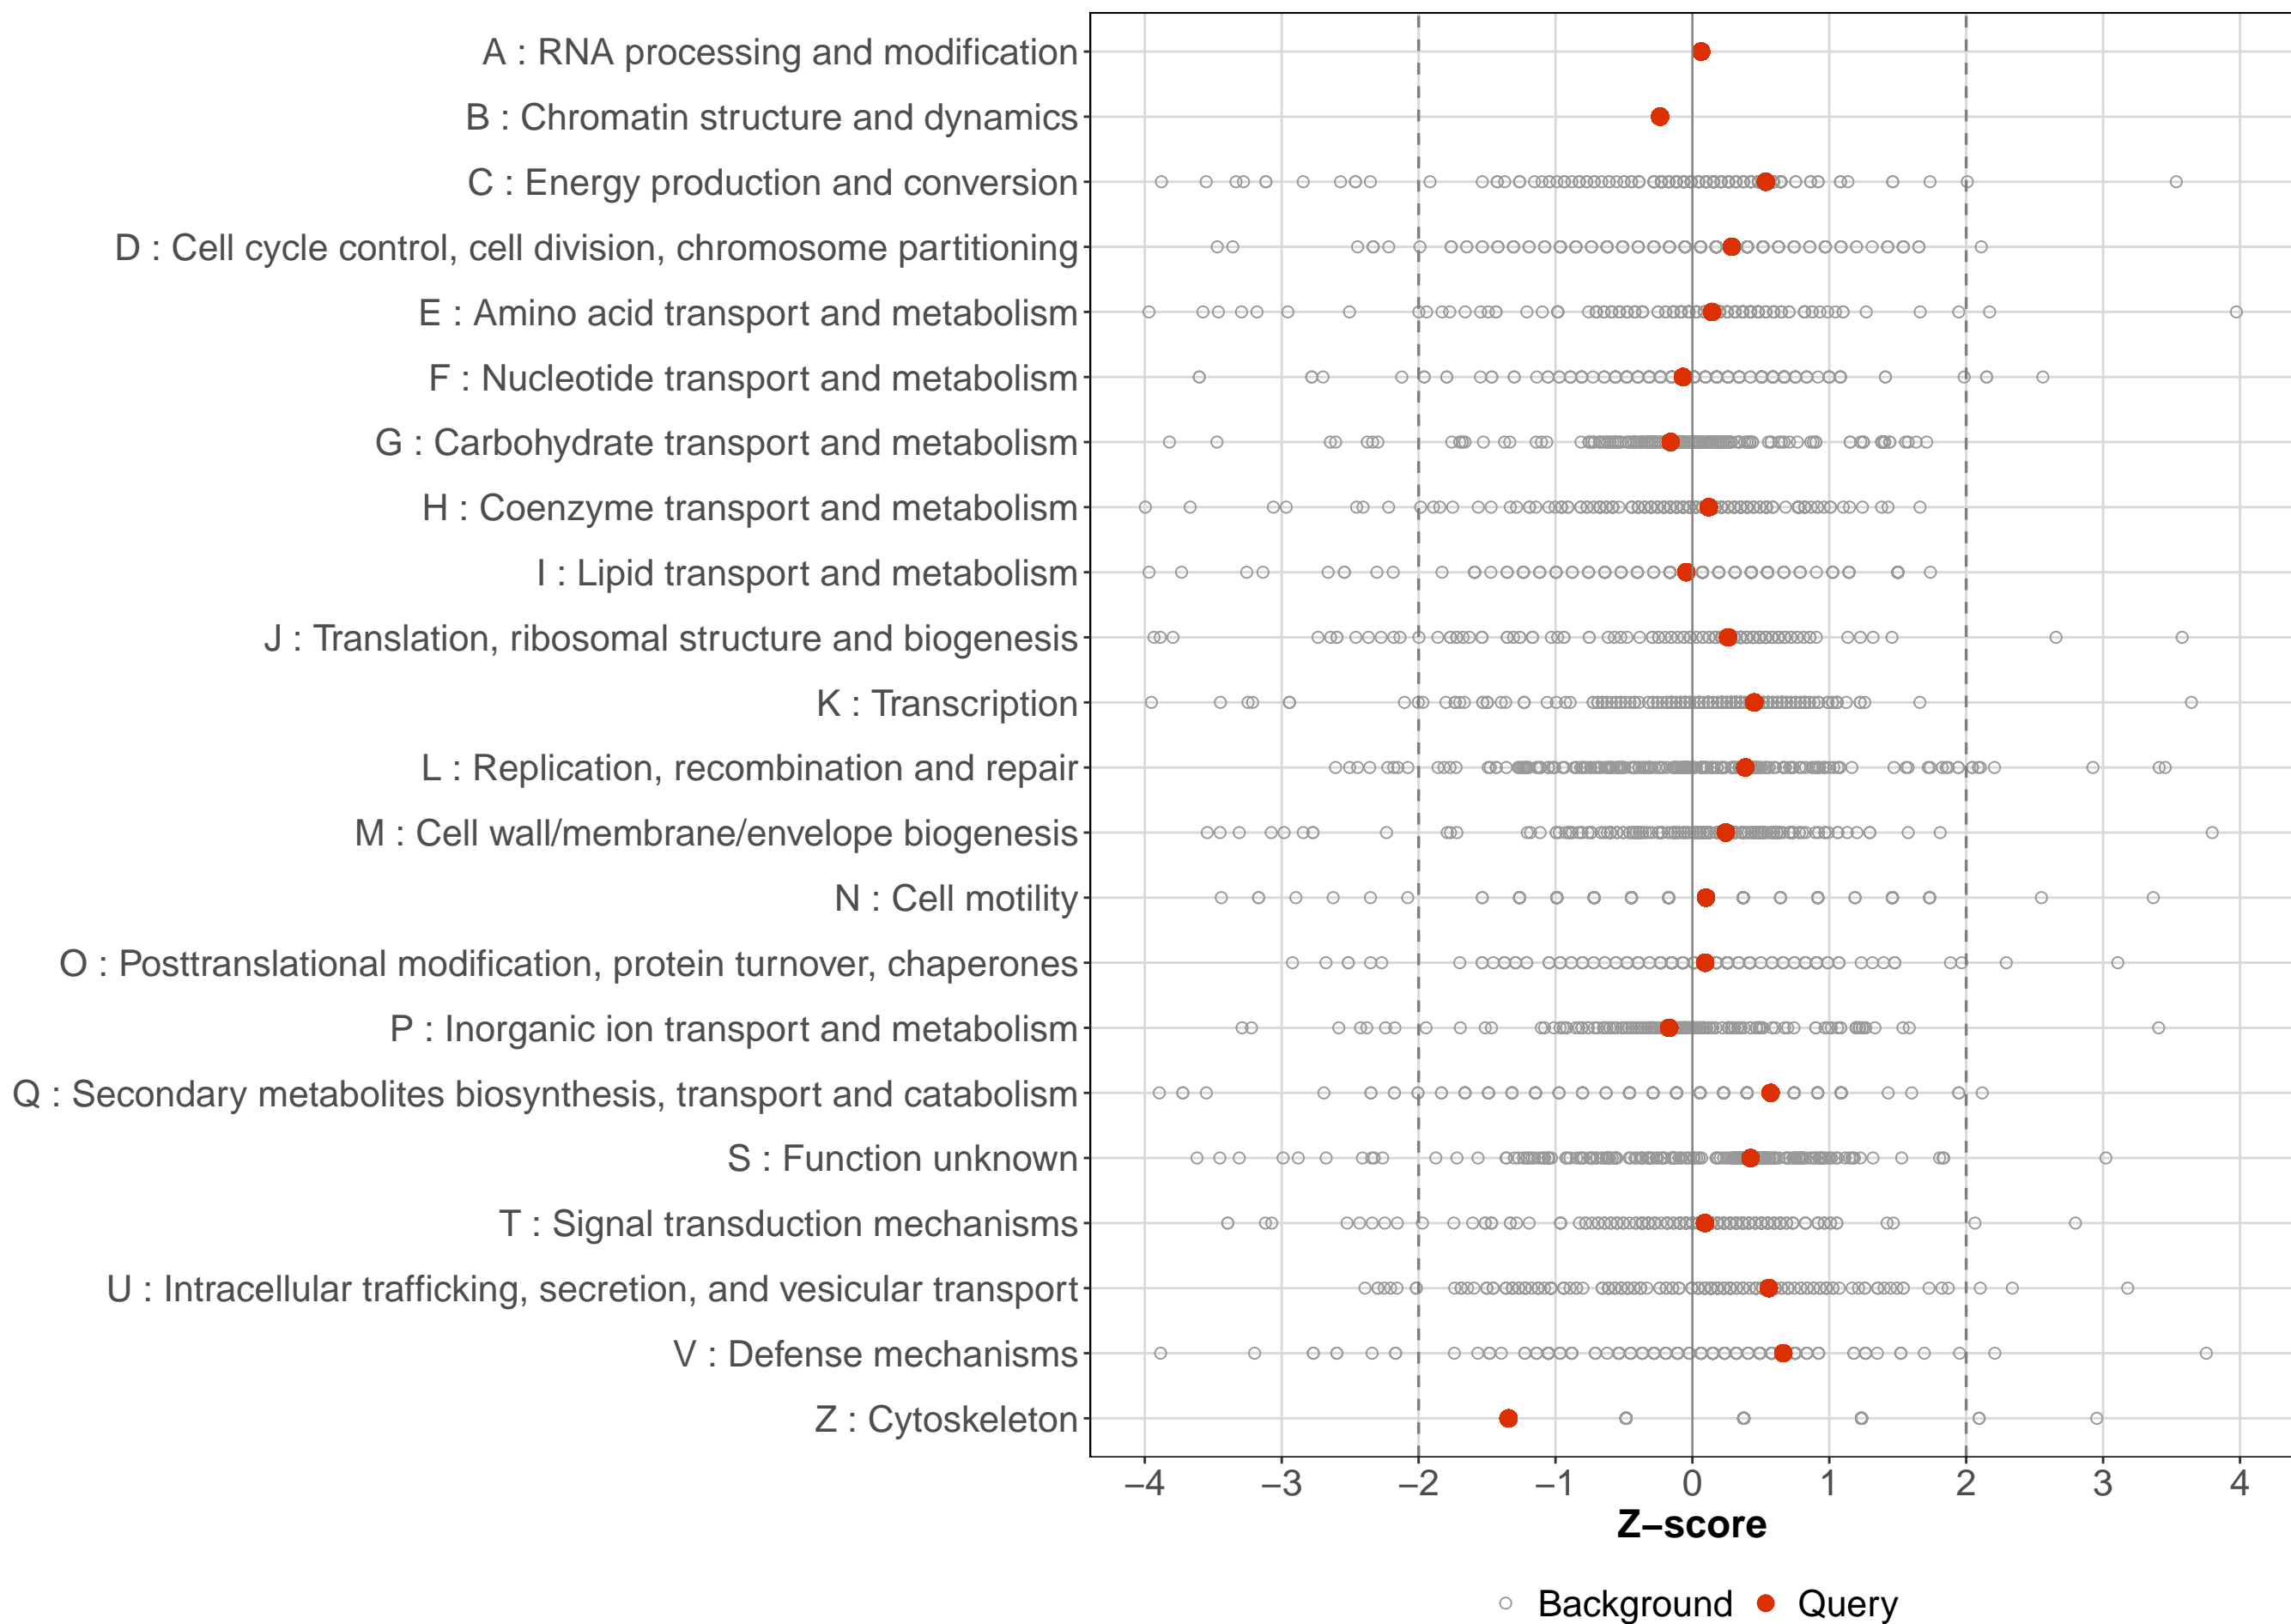 A : RNA processing and modification
B : Chromatin structure and dynamics
C : Energy production and conversion
D : Cell cycle control, cell division, chromosome partitioning
E : Amino acid transport and metabolism
F : Nucleotide transport and metabolism
G : Carbohydrate transport and metabolism
H : Coenzyme transport and metabolism
I : Lipid transport and metabolism
J : Translation, ribosomal structure and biogenesis
K : Transcription
L : Replication, recombination and repair
M : Cell wall/membrane/envelope biogenesis
N : Cell motility
O : Posttranslational modification, protein turnover, chaperones
P : Inorganic ion transport and metabolism
Q : Secondary metabolites biosynthesis, transport and catabolism
S : Function unknown
T : Signal transduction mechanisms
U : Intracellular trafficking, secretion, and vesicular transport
V : Defense mechanisms
Z : Cytoskeleton
−4 −3 −2 −1 0 1 2 3 4
Z−score
Background Query